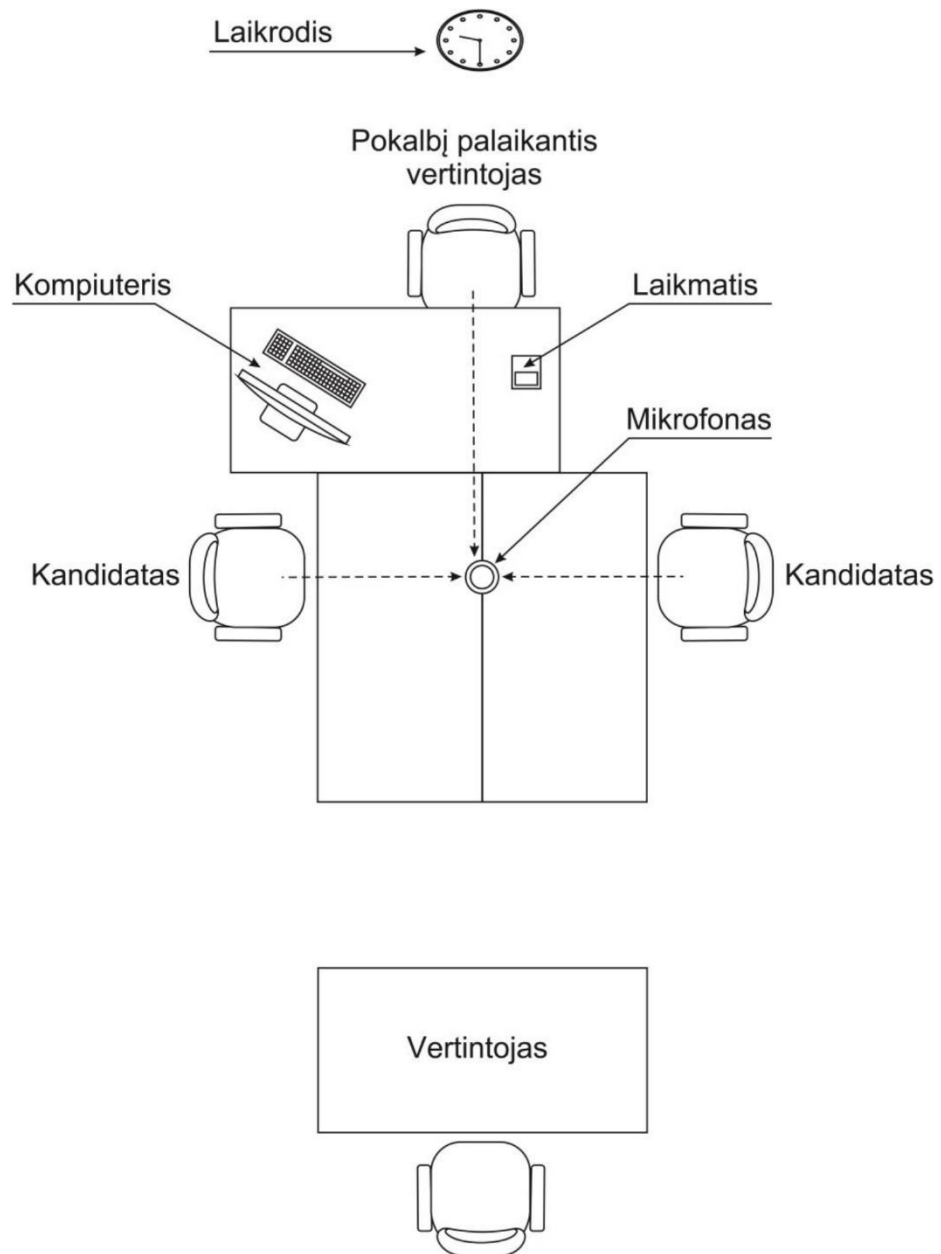 Laikrodis
Pokalbį palaikantis
vertintojas
Kompiuteris
Laikmatis
Mikrofonas
Kandidatas
Kandidatas
Vertintojas